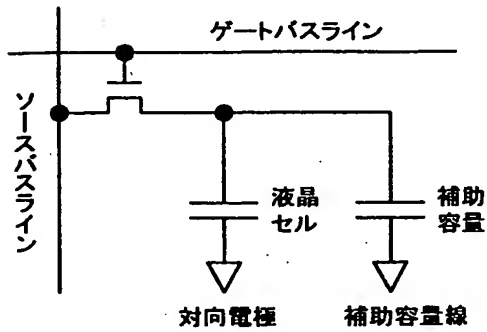 ゲートバスライン
ソースバスライン
液晶
セル
補助
容量
対向電極
補助容量線